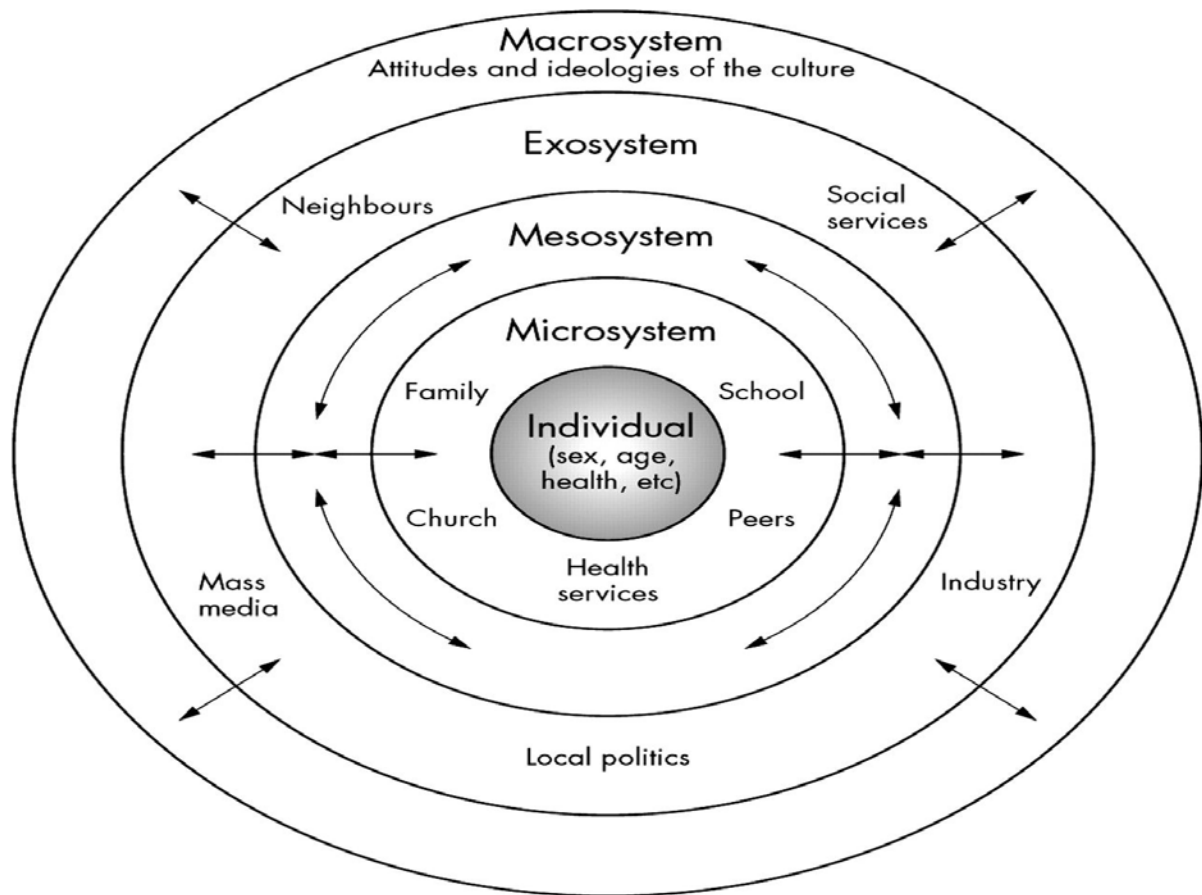 Macrosystem
Attitudes and ideologies of the culture
Exosystem
Neighbours
Social
services
Mesosystem
Microsystem
Family
School
Individual
(sex, age,
health, etc)
Church
Peers
Health
services
Mass
media
Industry
Local politics